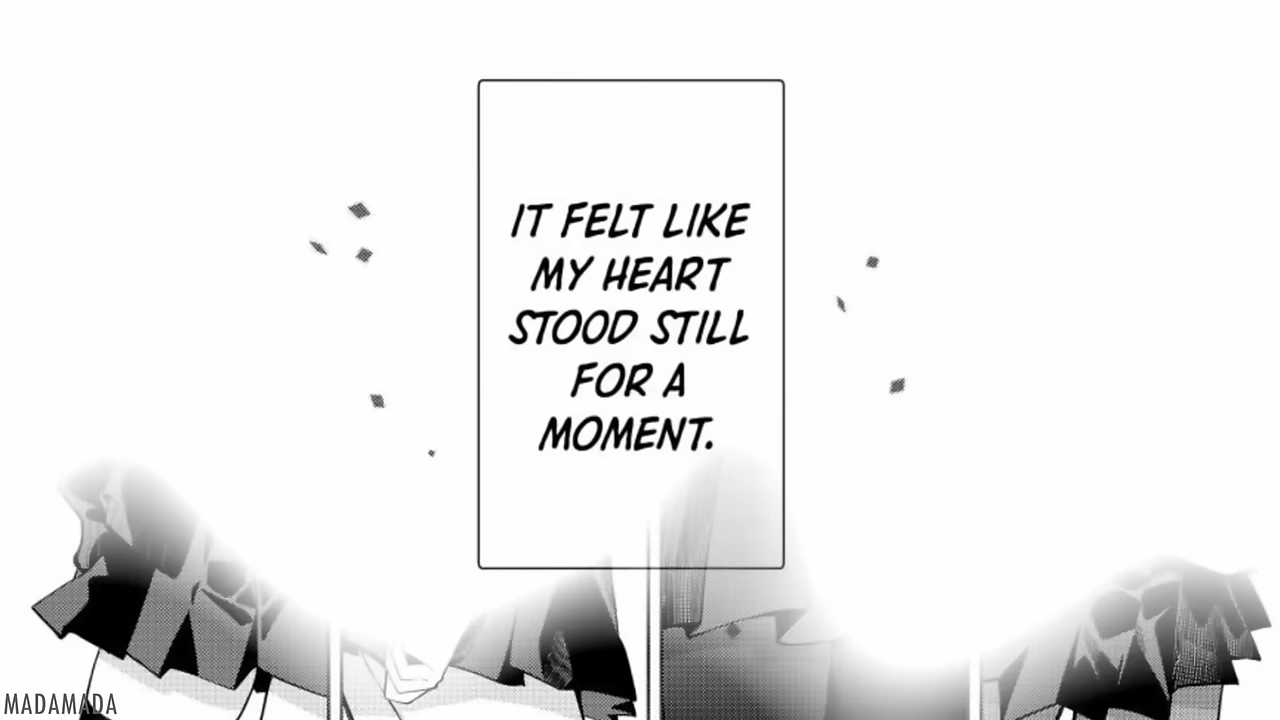 IT FELT LIKE
MY HEART
STOOD STILL
FOR A
MOMENT.
MADAMADA